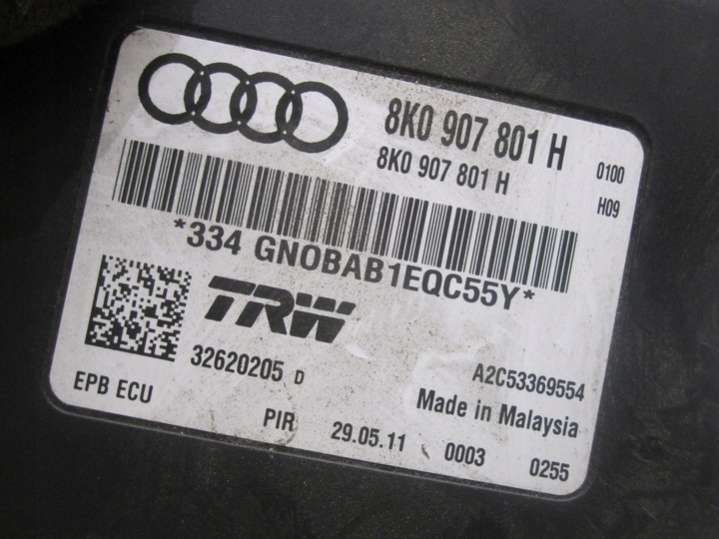 8K0 907 801 H
8K0 907 801 H
0100
H09
*334 GNOBAB1EQC55Y*
TRW
32620205 D
A2C53369554
EPB ECU
Made in Malaysia
PIR 29.05.11 0003 0255